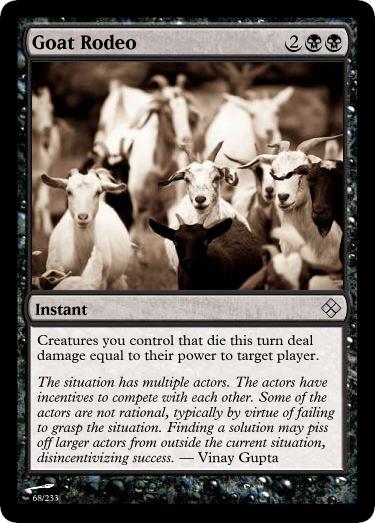 Goat Rodeo 2
Instant
Creatures you control that die this turn deal
damage equal to their power to target player.
The situation has multiple actors. The actors have
incentives to compete with each other. Some of the
actors are not rational, typically by virtue of failing
to grasp the situation. Finding a solution may piss
off larger actors from outside the current situation,
disincentivizing success. — Vinay Gupta
68/233